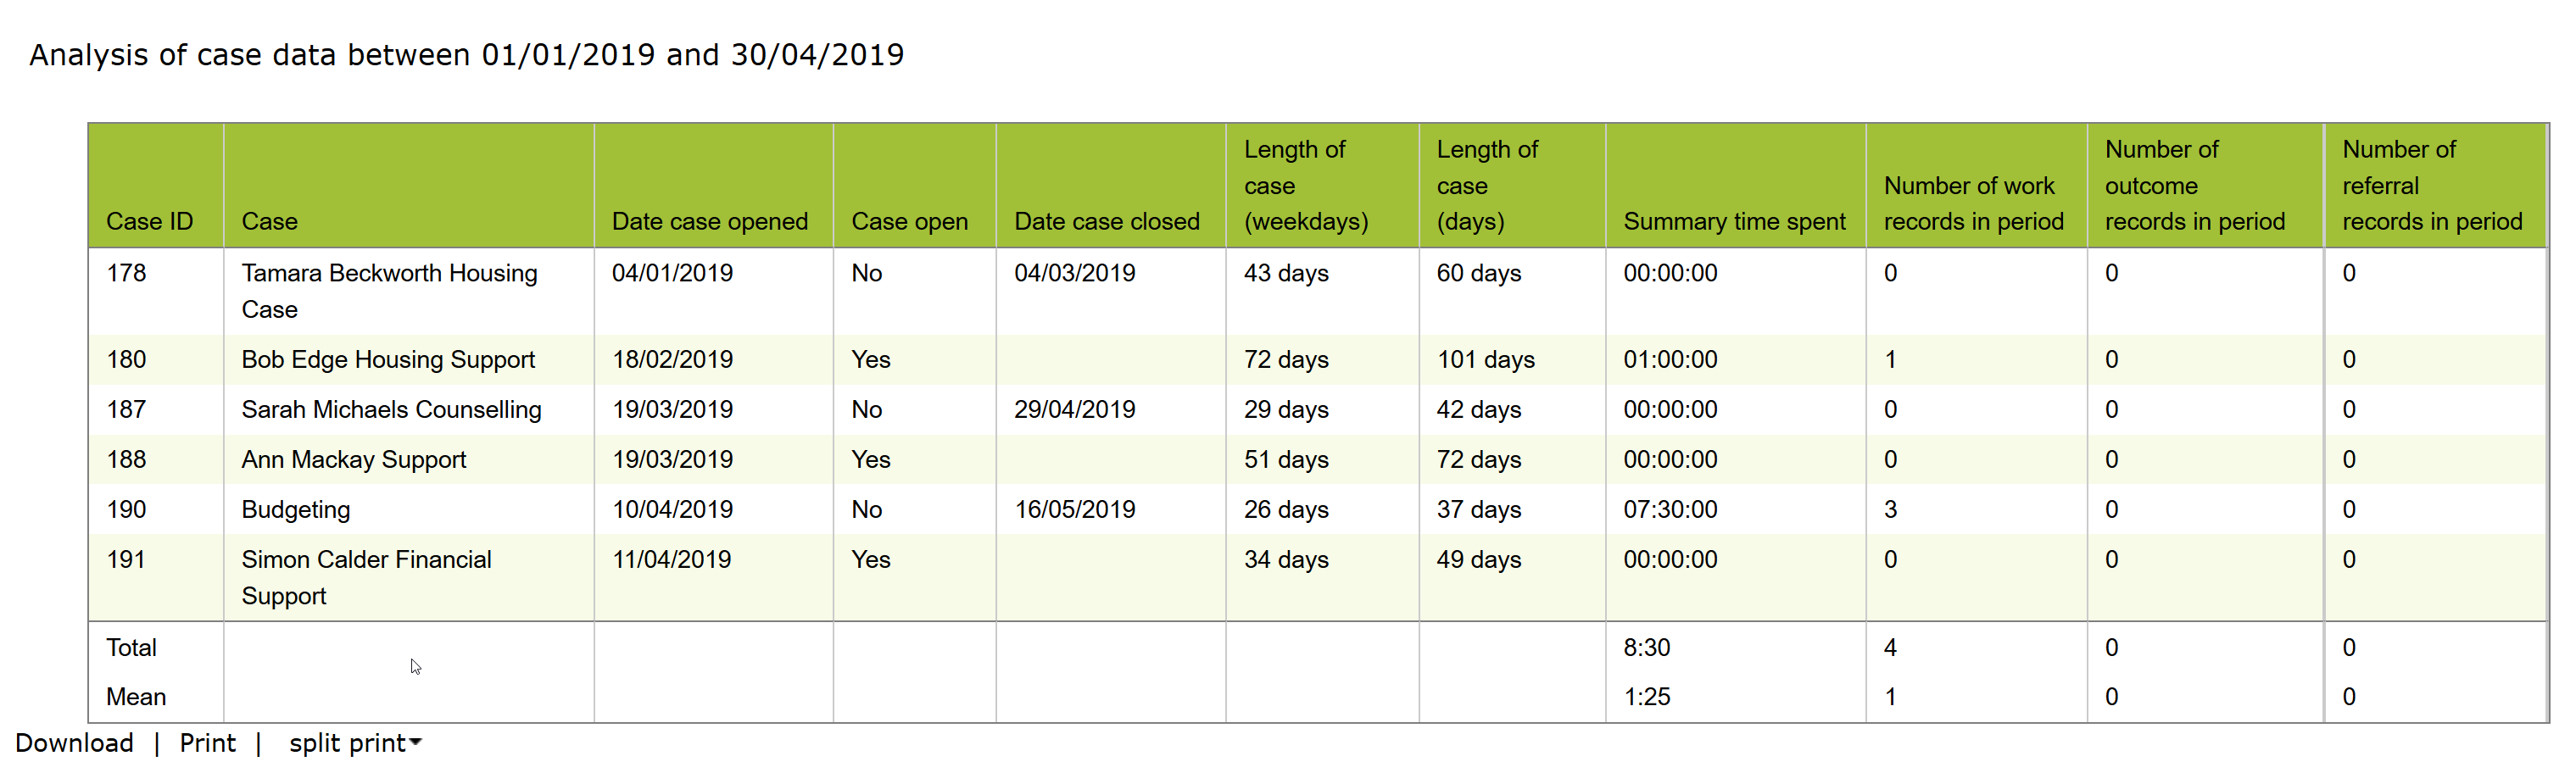 Analysis of case data between 01/01/2019 and 30/04/2019
Case ID Case Date case opened Case open Date case closed Length of case (weekdays) Length of case (days) Summary time spent Number of work records in period Number of outcome records in period Number of referral records in period
178 Tamara Beckworth Housing Case 04/01/2019 No 04/03/2019 43 days 60 days 00:00:00 0 0 0
180 Bob Edge Housing Support 18/02/2019 Yes 72 days 101 days 01:00:00 1 0 0
187 Sarah Michaels Counselling 19/03/2019 No 29/04/2019 29 days 42 days 00:00:00 0 0 0
188 Ann Mackay Support 19/03/2019 Yes 51 days 72 days 00:00:00 0 0 0
190 Budgeting 10/04/2019 No 16/05/2019 26 days 37 days 07:30:00 3 0 0
191 Simon Calder Financial Support 11/04/2019 Yes 34 days 49 days 00:00:00 0 0 0
Total 8:30 4 0 0
Mean 1:25 1 0 0
Download | Print | split print